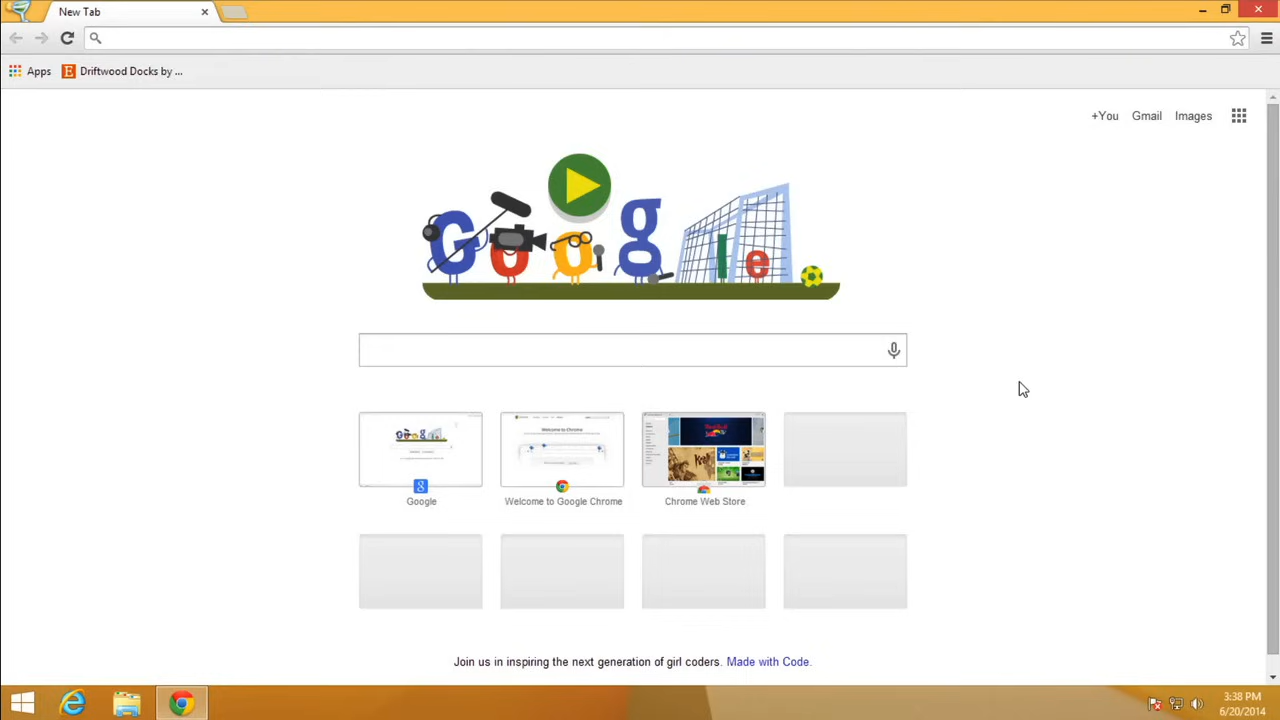 New Tab
Apps
Driftwood Docks by ...
+You Gmail Images
Google
Google
Welcome to Google Chrome
Chrome Web Store
Join us in inspiring the next generation of girl coders. Made with Code.
3:38 PM
6/20/2014